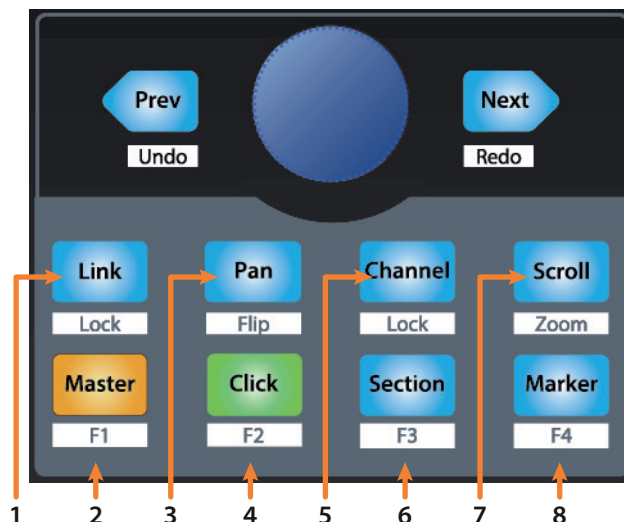 Prev Next
Undo Redo
Link Pan Channel Scroll
Lock Flip Lock Zoom
Master Click Section Marker
F1 F2 F3 F4
1 2 3 4 5 6 7 8